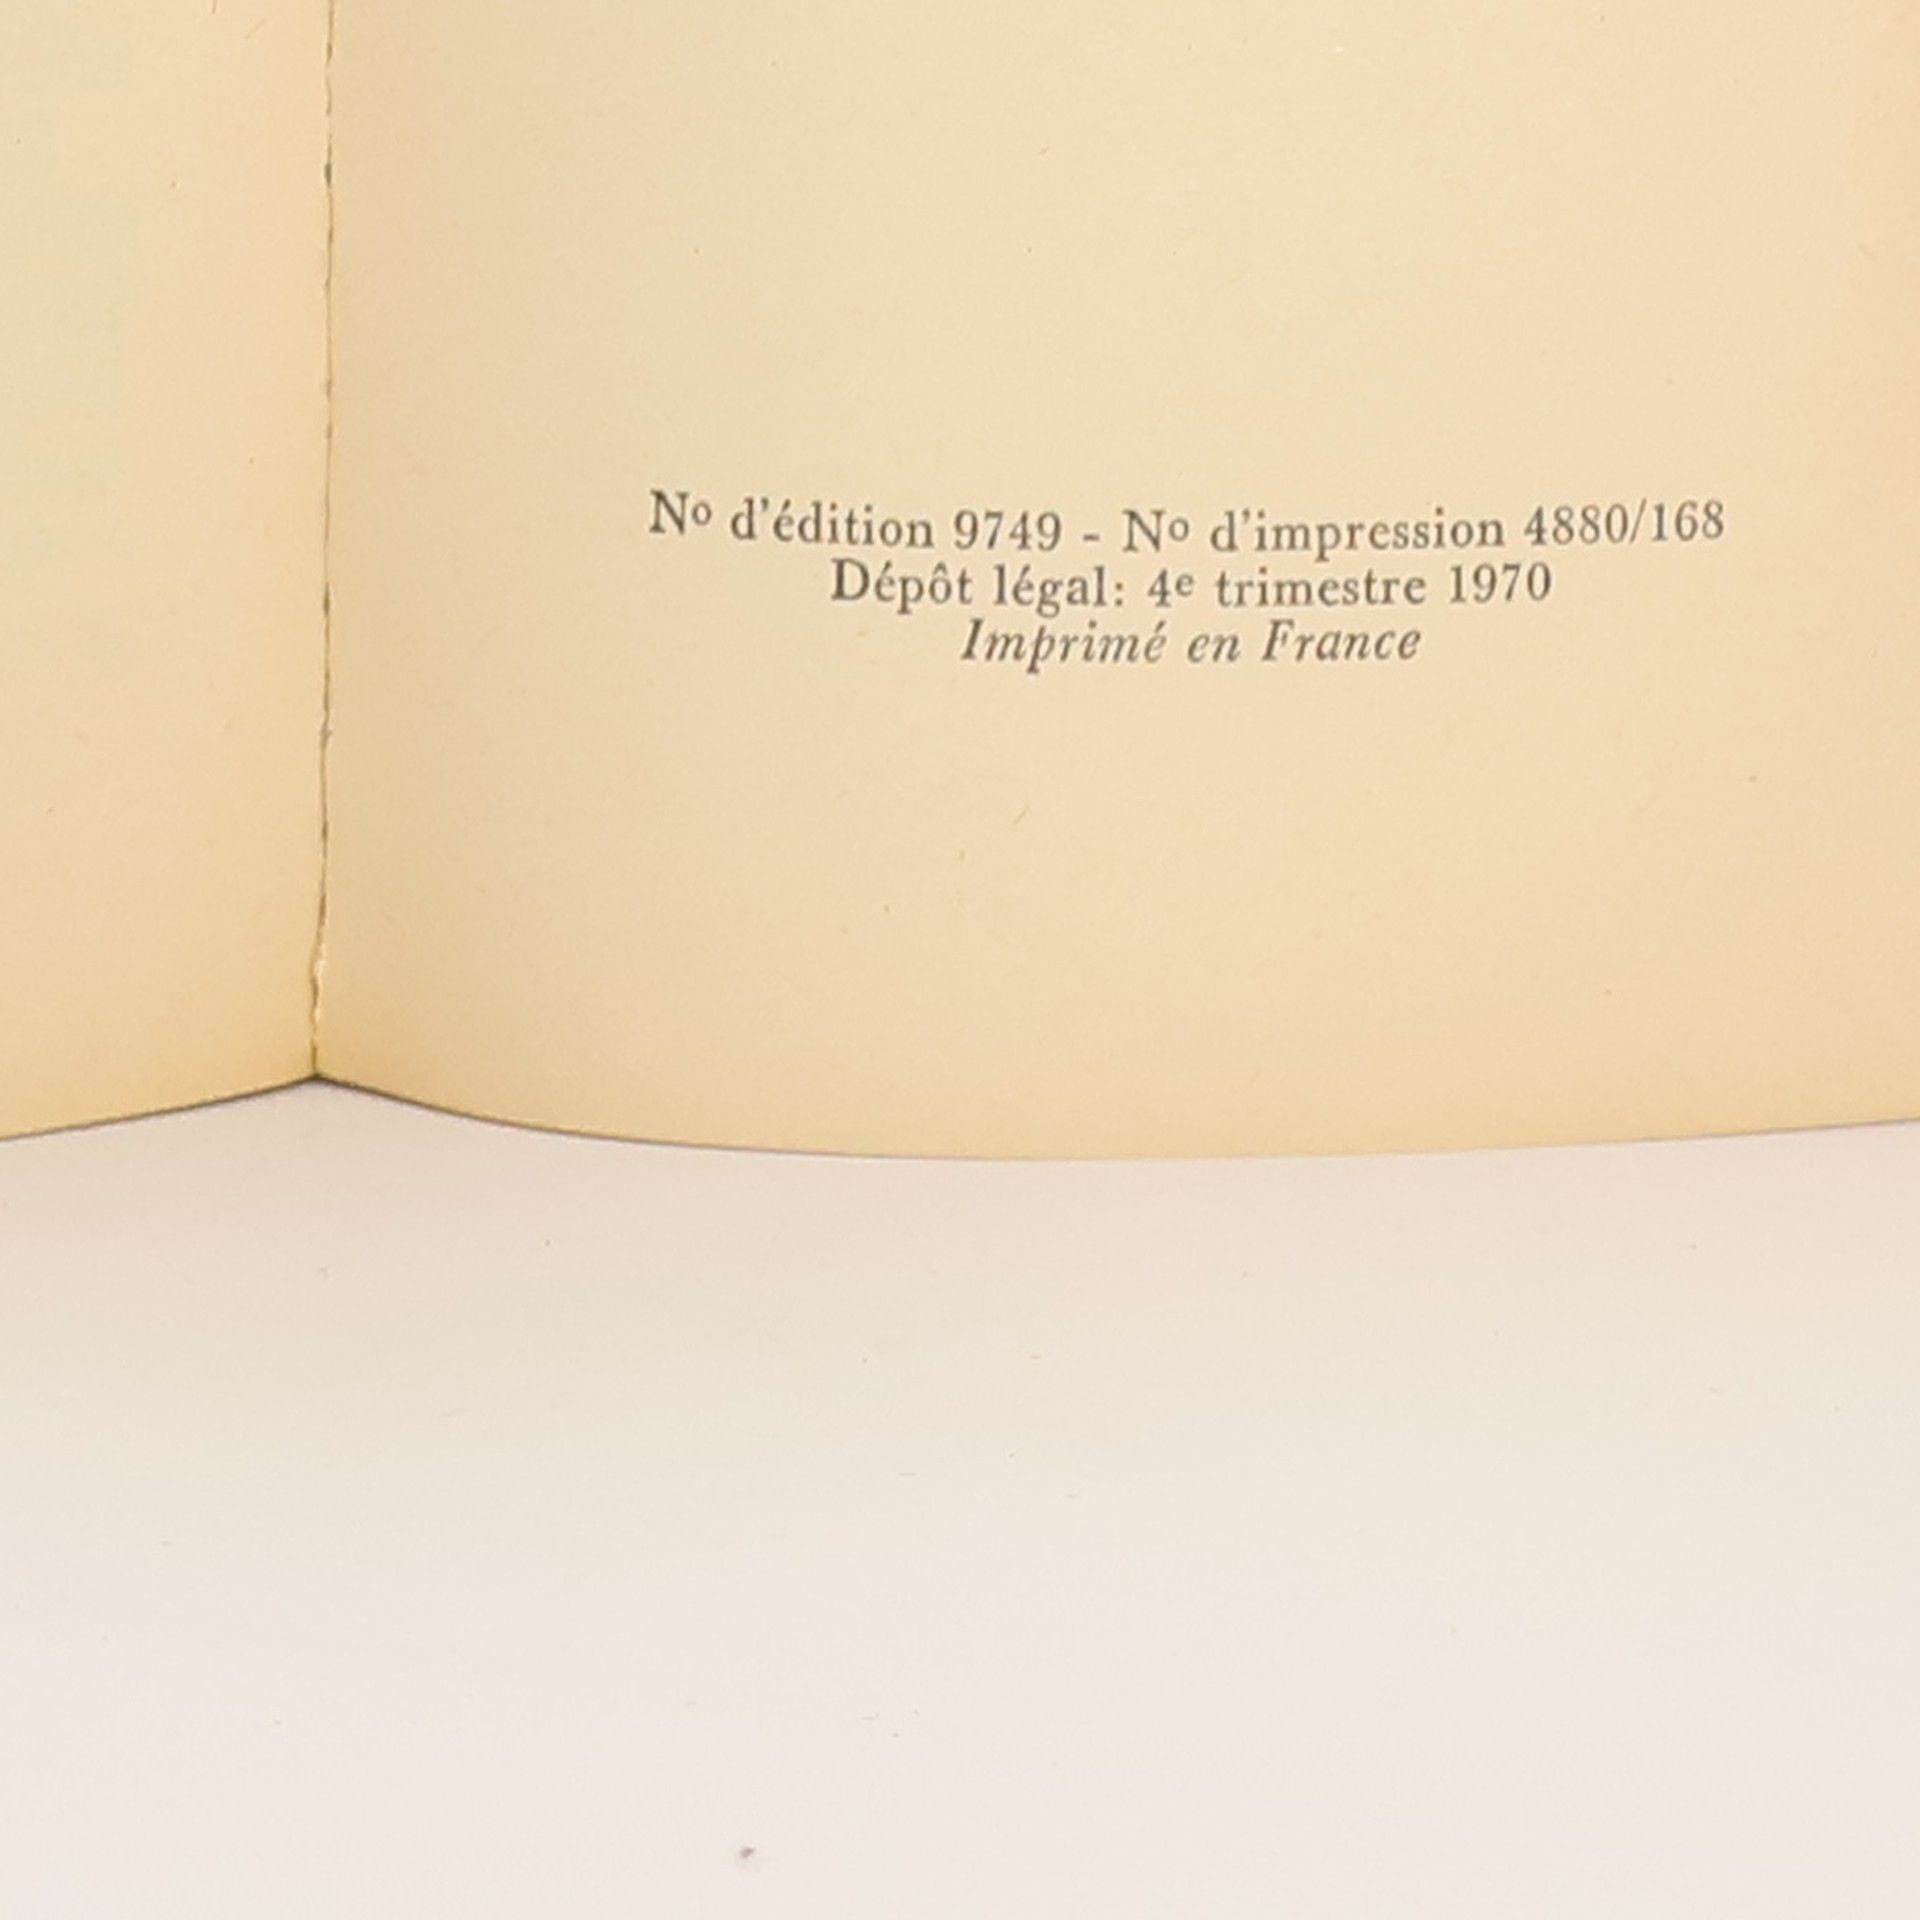 No d'édition 9749 - No d'impression 4880/168
Dépôt légal: 4e trimestre 1970
Imprimé en France